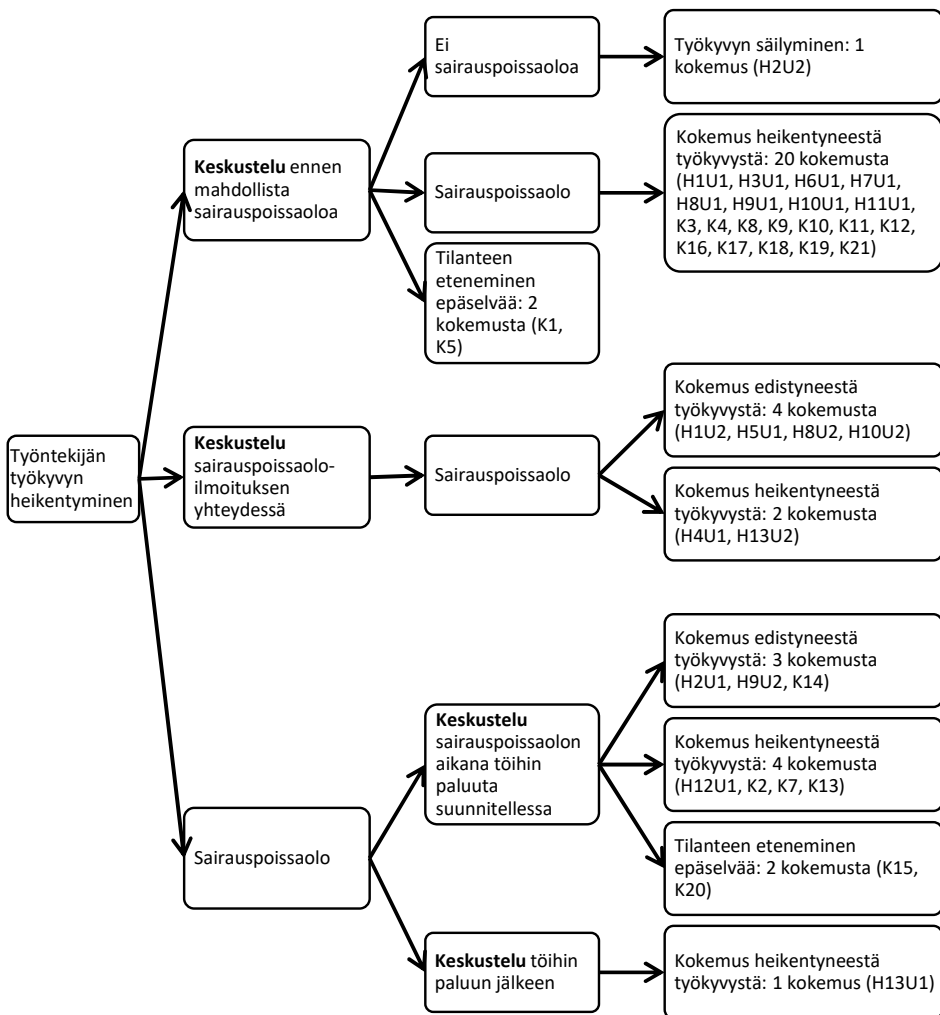 Ei
sairauspoissaoloa
Työkyvyn säilyminen: 1
kokemus (H2U2)
Keskustelu ennen
mahdollista
sairauspoissaoloa
Sairauspoissaolo
Kokemus heikentyneestä
työkyvystä: 20 kokemusta
(H1U1, H3U1, H6U1, H7U1,
H8U1, H9U1, H10U1, H11U1,
K3, K4, K8, K9, K10, K11, K12,
K16, K17, K18, K19, K21)
Tilanteen
eteneminen
epäselvää: 2
kokemusta (K1,
K5)
Työntekijän
työkyvyn
heikentyminen
Keskustelu
sairauspoissaolo-
ilmoituksen
yhteydessä
Sairauspoissaolo
Kokemus edistyneestä
työkyvystä: 4 kokemusta
(H1U2, H5U1, H8U2, H10U2)
Kokemus heikentyneestä
työkyvystä: 2 kokemusta
(H4U1, H13U2)
Sairauspoissaolo
Keskustelu
sairauspoissaolon
aikana töihin
paluuta
suunnitellessa
Kokemus edistyneestä
työkyvystä: 3 kokemusta
(H2U1, H9U2, K14)
Kokemus heikentyneestä
työkyvystä: 4 kokemusta
(H12U1, K2, K7, K13)
Tilanteen eteneminen
epäselvää: 2 kokemusta (K15,
K20)
Keskustelu töihin
paluun jälkeen
Kokemus heikentyneestä
työkyvystä: 1 kokemus (H13U1)